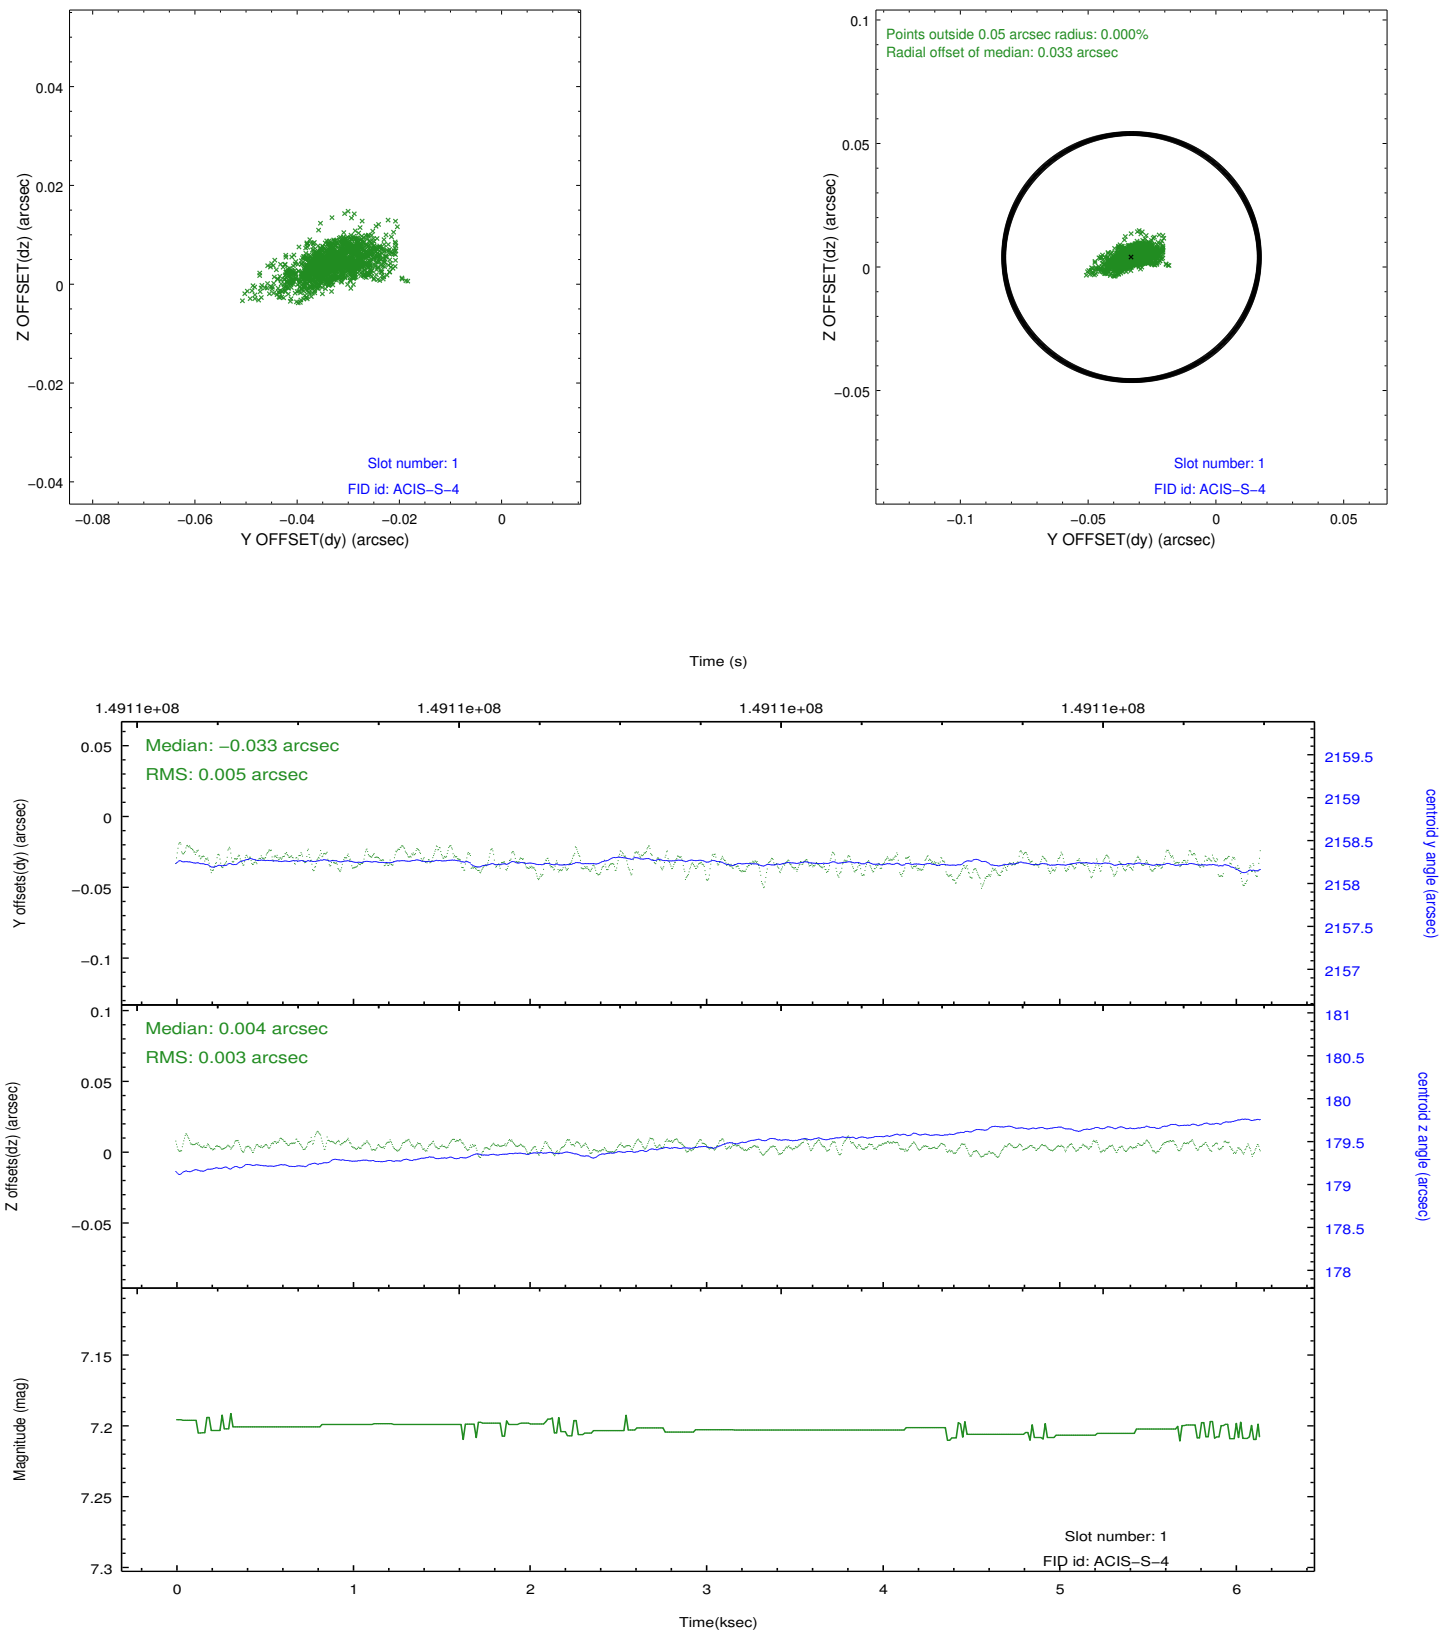 0.04
0.02
0
−0.02
−0.04
Z OFFSET(dz) (arcsec)
Slot number: 1
FID id: ACIS−S−4
−0.08 −0.06 −0.04 −0.02 0
Y OFFSET(dy) (arcsec)
0.1
0.05
0
−0.05
Z OFFSET(dz) (arcsec)
Points outside 0.05 arcsec radius: 0.000%
Radial offset of median: 0.033 arcsec
Slot number: 1
FID id: ACIS−S−4
−0.1 −0.05 0 0.05
Y OFFSET(dy) (arcsec)
Time (s)
1.4911e+08 1.4911e+08 1.4911e+08 1.4911e+08
Median: −0.033 arcsec
RMS: 0.005 arcsec
0.05
0
−0.05
−0.1
Y offsets(dy) (arcsec)
2159.5
2159
2158.5
2158
2157.5
2157
centroid y angle (arcsec)
Median: 0.004 arcsec
RMS: 0.003 arcsec
0.1
0.05
0
−0.05
Z offsets(dz) (arcsec)
181
180.5
180
179.5
179
178.5
178
centroid z angle (arcsec)
7.15
7.2
7.25
7.3
Magnitude (mag)
Slot number: 1
FID id: ACIS−S−4
0 1 2 3 4 5 6
Time(ksec)